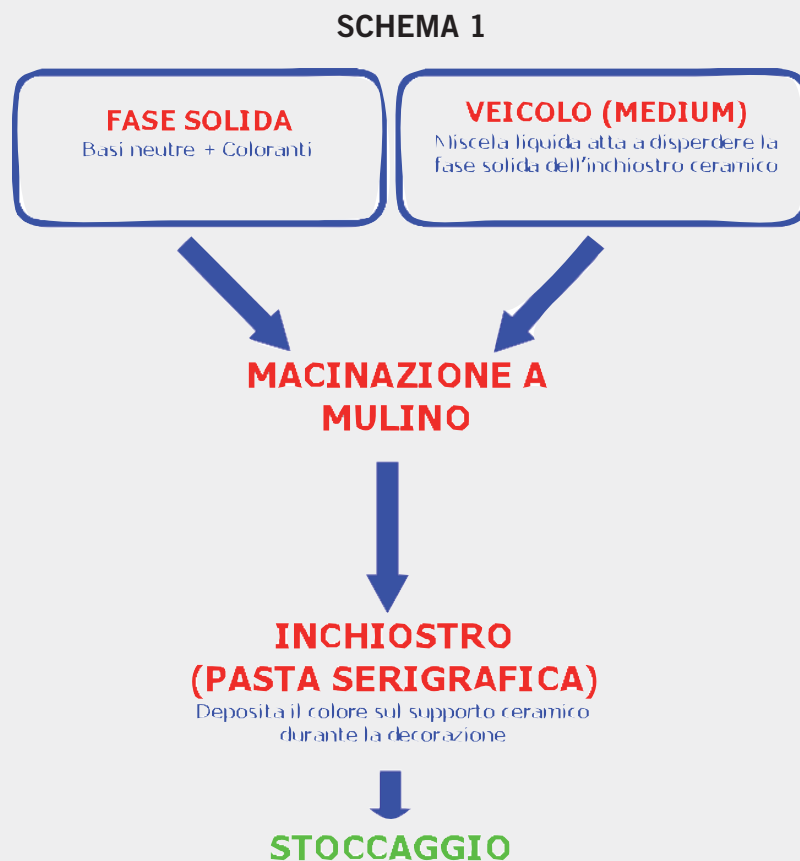 SCHEMA 1
FASE SOLIDA
Basi neutre + Coloranti
VEICOLO (MEDIUM)
Miscela liquida atta a disperdere la
fase solida dell'inchiostro ceramico
MACINAZIONE A
MULINO
INCHIOSTRO
(PASTA SERIGRAFICA)
Deposita il colore sul supporto ceramico
durante la decorazione
STOCCAGGIO